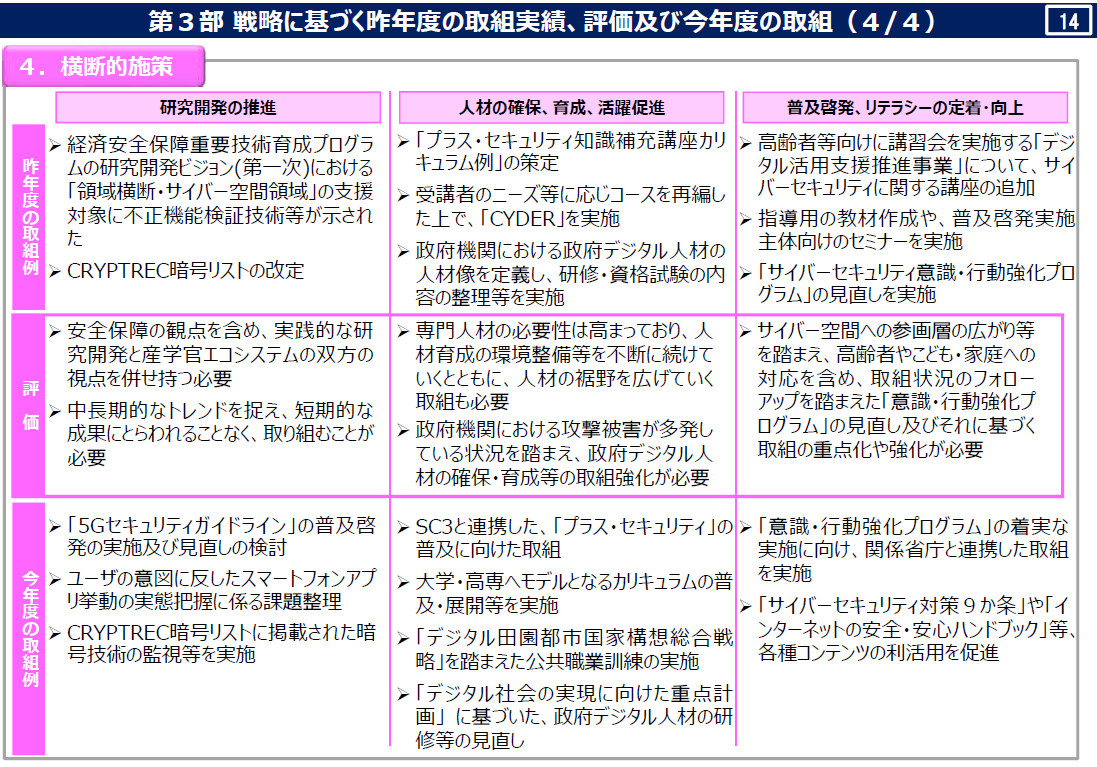 第３部 戦略に基づく昨年度の取組実績、評価及び今年度の取組（４/４）
14
４．横断的施策
研究開発の推進
人材の確保、育成、活躍促進
普及啓発、リテラシーの定着・向上
昨年度の取組例
➢ 経済安全保障重要技術育成プログラ
ムの研究開発ビジョン(第一次)における
「領域横断・サイバー空間領域」の支援
対象に不正機能検証技術等が示され
た
➢ CRYPTREC暗号リストの改定
➢ 「プラス・セキュリティ知識補充講座カリ
キュラム例」の策定
➢ 受講者のニーズ等に応じコースを再編し
た上で、「CYDER」を実施
➢ 政府機関における政府デジタル人材の
人材像を定義し、研修・資格試験の内
容の整理等を実施
➢ 高齢者等向けに講習会を実施する「デジ
タル活用支援推進事業」について、サイ
バーセキュリティに関する講座の追加
➢ 指導用の教材作成や、普及啓発実施
主体向けのセミナーを実施
➢ 「サイバーセキュリティ意識・行動強化プロ
グラム」の見直しを実施
評価
➢ 安全保障の観点を含め、実践的な研
究開発と産学官エコシステムの双方の
視点を併せ持つ必要
➢ 中長期的なトレンドを捉え、短期的な
成果にとらわれることなく、取り組むことが
必要
➢ 専門人材の必要性は高まっており、人
材育成の環境整備等を不断に続けて
いくとともに、人材の裾野を広げていく
取組も必要
➢ 政府機関における攻撃被害が多発し
ている状況を踏まえ、政府デジタル人
材の確保・育成等の取組強化が必要
➢ サイバー空間への参画層の広がり等
を踏まえ、高齢者やこども・家庭への
対応を含め、取組状況のフォロー
アップを踏まえた「意識・行動強化プ
ログラム」の見直し及びそれに基づく
取組の重点化や強化が必要
今年度の取組例
➢ 「5Gセキュリティガイドライン」の普及啓
発の実施及び見直しの検討
➢ ユーザの意図に反したスマートフォンアプ
リ挙動の実態把握に係る課題整理
➢ CRYPTREC暗号リストに掲載された暗
号技術の監視等を実施
➢ SC3と連携した、「プラス・セキュリティ」の
普及に向けた取組
➢ 大学・高専へモデルとなるカリキュラムの普
及・展開等を実施
➢ 「デジタル田園都市国家構想総合戦
略」を踏まえた公共職業訓練の実施
➢ 「デジタル社会の実現に向けた重点計
画」に基づいた、政府デジタル人材の研
修等の見直し
➢ 「意識・行動強化プログラム」の着実な
実施に向け、関係省庁と連携した取組
を実施
➢ 「サイバーセキュリティ対策９か条」や「イ
ンターネットの安全・安心ハンドブック」等、
各種コンテンツの利活用を促進